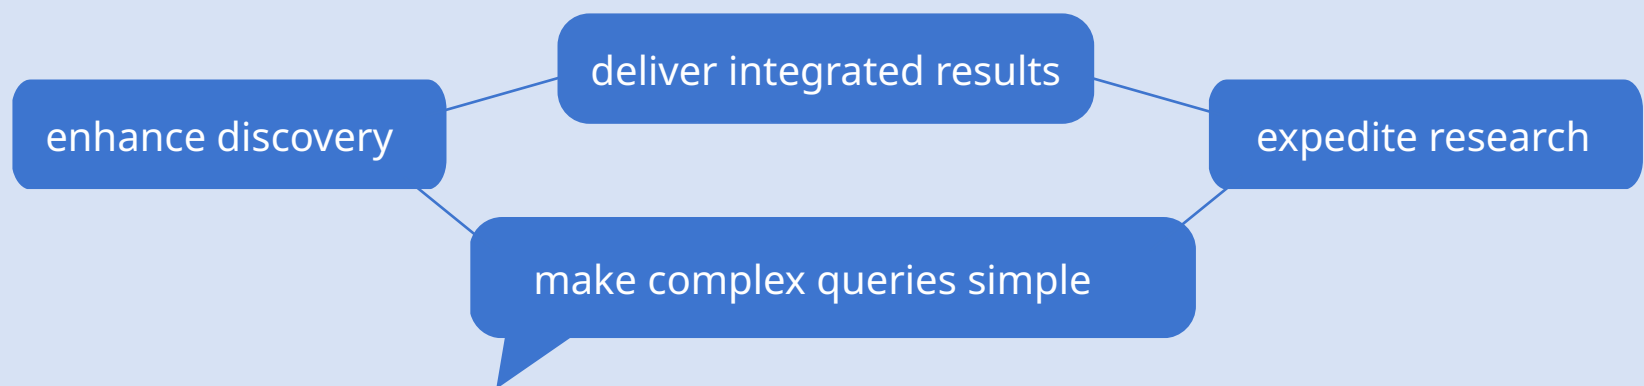 deliver integrated results
enhance discovery
expedite research
make complex queries simple